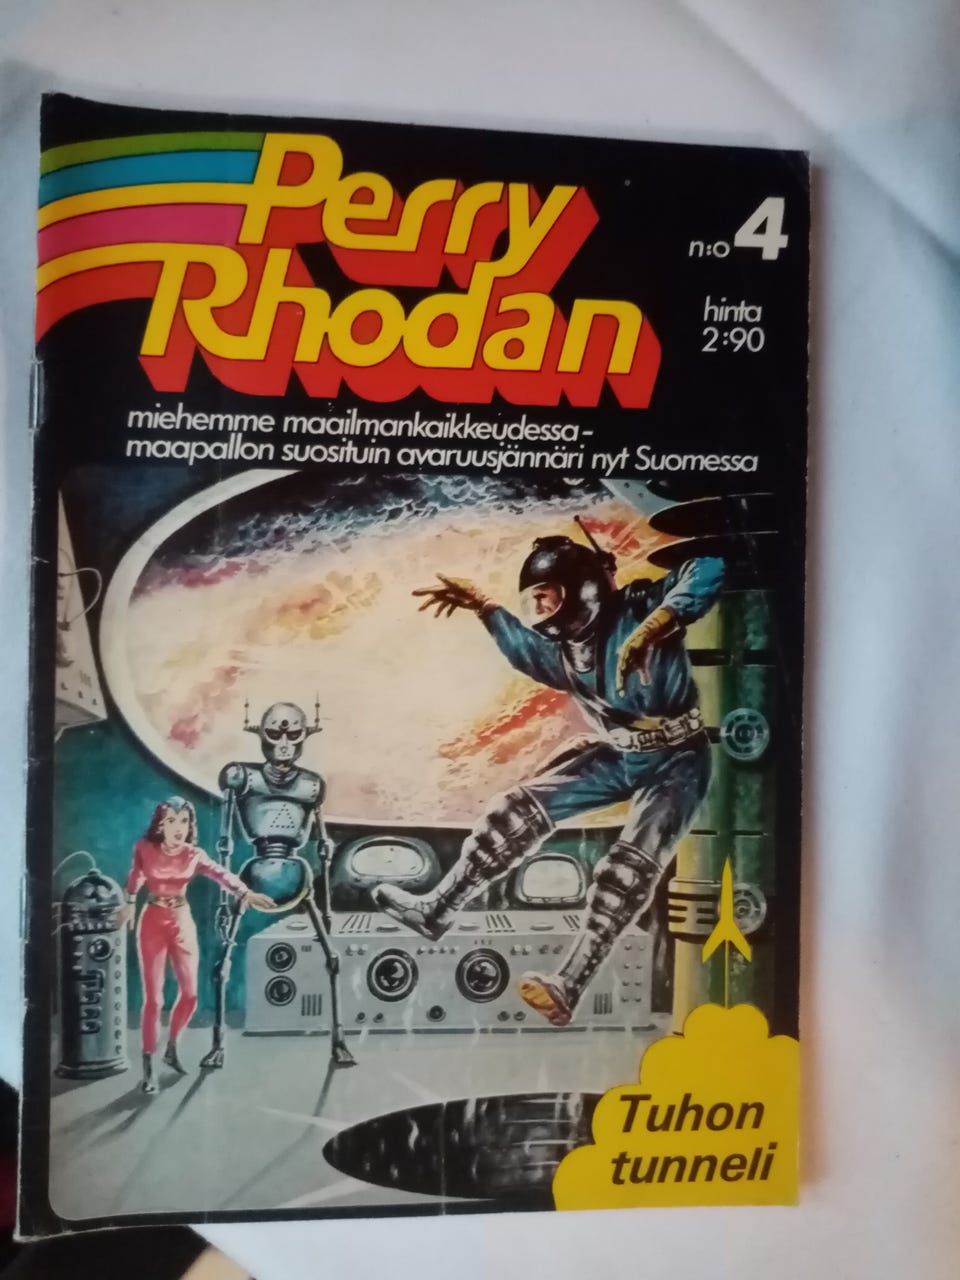 Perry
Rhodan
n:o 4
hinta
2:90
miehemme maailmankaikkeudessa-
maapallon suosituin avaruusjännäri nyt Suomessa
Tuhon
tunneli